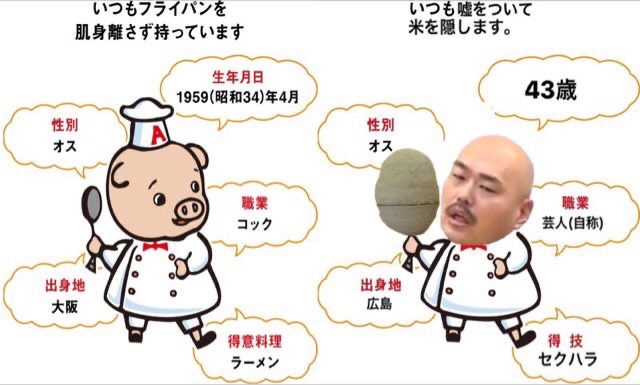 いつもフライパンを
肌身離さず持っています
生年月日
1959(昭和34)年4月
性別
オス
A
職業
コック
出身地
大阪
得意料理
ラーメン
いつも嘘をついて
米を隠します。
43歳
性別
オス
職業
芸人(自称)
出身地
広島
得 技
セクハラ